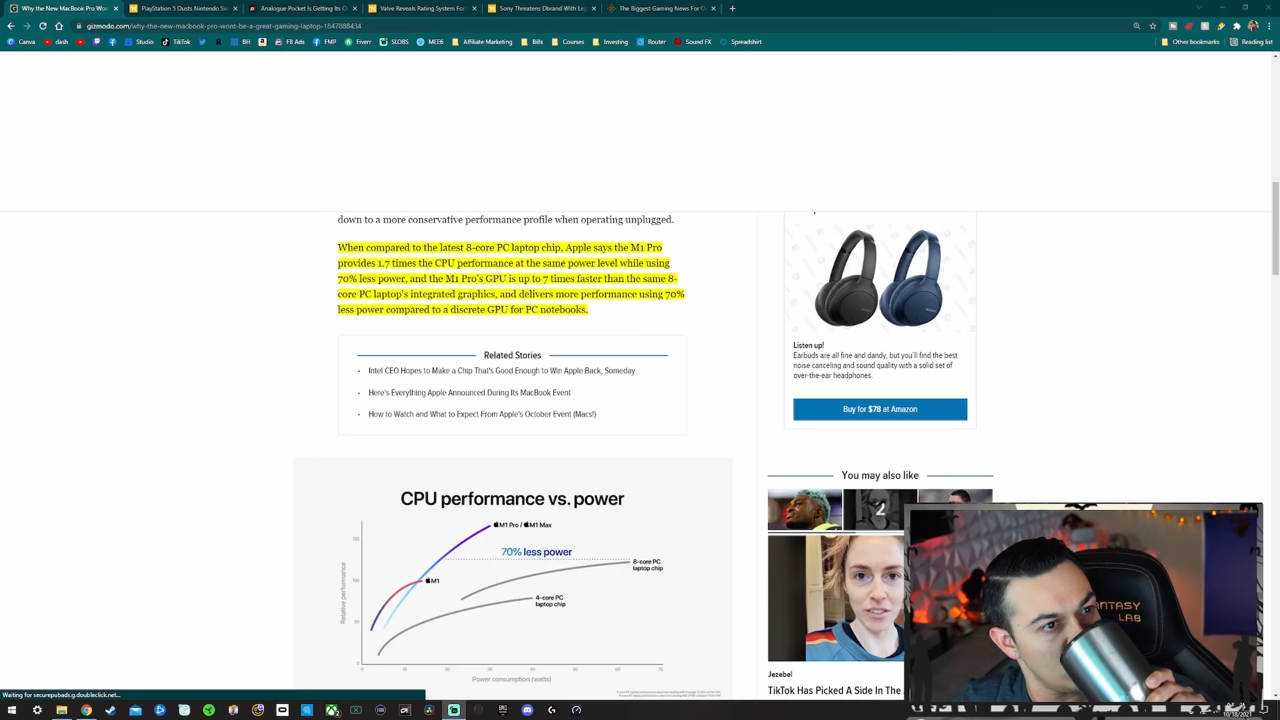 Why the New MacBook Pro Won
PlayStation 5 Dusts Nintendo Sw
Analogue Pocket Is Getting Its O
Valve Reveals Rating System For
Sony Threatens Dbrand With Leg
The Biggest Gaming News For O
gizmodo.com/why-the-new-macbook-pro-wont-be-a-great-gaming-laptop-1847888434
Canva
dash
Studio
TikTok
BH
FB Ads
FMP
Fiverr
SLOBS
MEE6
Affiliate Marketing
Bills
Courses
Investing
Router
Sound FX
Spreadshirt
Other bookmarks
Reading list
down to a more conservative performance profile when operating unplugged.
When compared to the latest 8-core PC laptop chip, Apple says the M1 Pro
provides 1.7 times the CPU performance at the same power level while using
70% less power, and the M1 Pro's GPU is up to 7 times faster than the same 8-
core PC laptop's integrated graphics, and delivers more performance using 70%
less power compared to a discrete GPU for PC notebooks.
Related Stories
Intel CEO Hopes to Make a Chip That's Good Enough to Win Apple Back, Someday
Here's Everything Apple Announced During Its MacBook Event
How to Watch and What to Expect From Apple's October Event (Macs!)
Listen up!
Earbuds are all fine and dandy, but you'll find the best
noise canceling and sound quality with a solid set of
over-the-ear headphones.
Buy for $78 at Amazon
You may also like
2
CPU performance vs. power
M1 Pro / M1 Max
70% less power
8-core PC
laptop chip
M1
4-core PC
laptop chip
Relative performance
Power consumption (watts)
Jezebel
TikTok Has Picked A Side In The
ANTASY
LAB
Waiting for securepubads.g.doubleclick.net...
10/18/2021